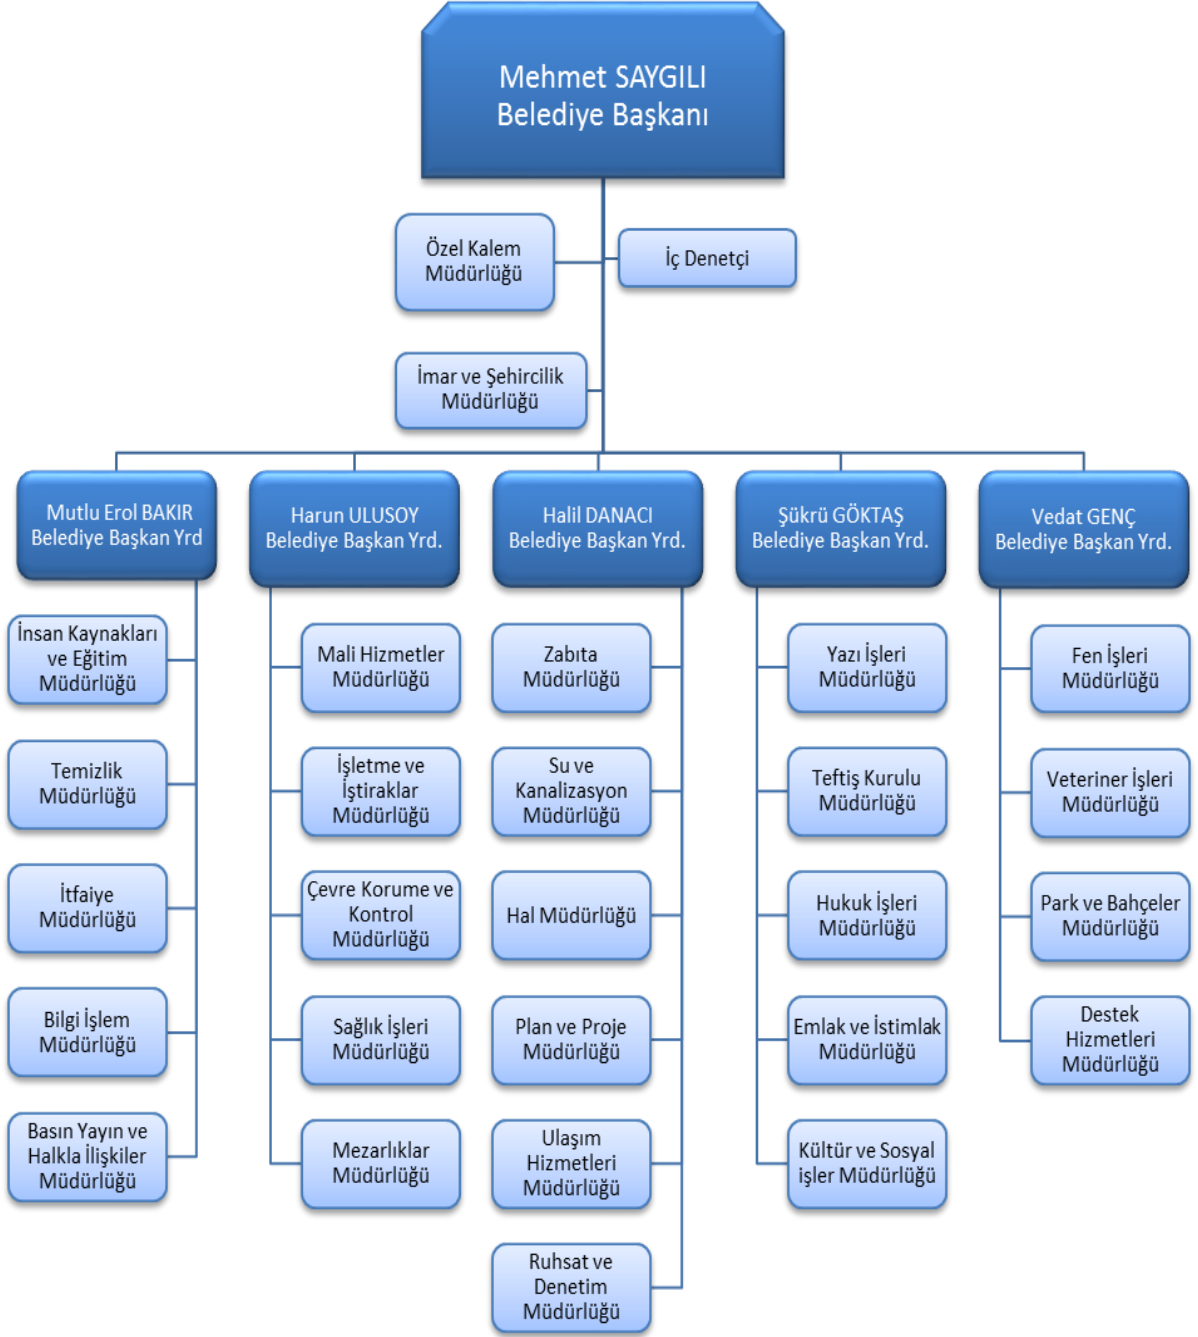 Mehmet SAYGILI
Belediye Başkanı
Özel Kalem
Müdürlüğü
İç Denetçi
İmar ve Şehircilik
Müdürlüğü
Mutlu Erol BAKIR
Belediye Başkan Yrd
İnsan Kaynakları
ve Eğitim
Müdürlüğü
Temizlik
Müdürlüğü
İtfaiye
Müdürlüğü
Bilgi İşlem
Müdürlüğü
Basın Yayın ve
Halkla İlişkiler
Müdürlüğü
Harun ULUSOY
Belediye Başkan Yrd.
Mali Hizmetler
Müdürlüğü
İşletme ve
İştiraklar
Müdürlüğü
Çevre Korume ve
Kontrol
Müdürlüğü
Sağlık İşleri
Müdürlüğü
Mezarlıklar
Müdürlüğü
Halil DANACI
Belediye Başkan Yrd.
Zabıta
Müdürlüğü
Su ve
Kanalizasyon
Müdürlüğü
Hal Müdürlüğü
Plan ve Proje
Müdürlüğü
Ulaşım
Hizmetleri
Müdürlüğü
Ruhsat ve
Denetim
Müdürlüğü
Şükrü GÖKTAŞ
Belediye Başkan Yrd.
Yazı İşleri
Müdürlüğü
Teftiş Kurulu
Müdürlüğü
Hukuk İşleri
Müdürlüğü
Emlak ve İstimlak
Müdürlüğü
Kültür ve Sosyal
işler Müdürlüğü
Vedat GENÇ
Belediye Başkan Yrd.
Fen İşleri
Müdürlüğü
Veteriner İşleri
Müdürlüğü
Park ve Bahçeler
Müdürlüğü
Destek
Hizmetleri
Müdürlüğü